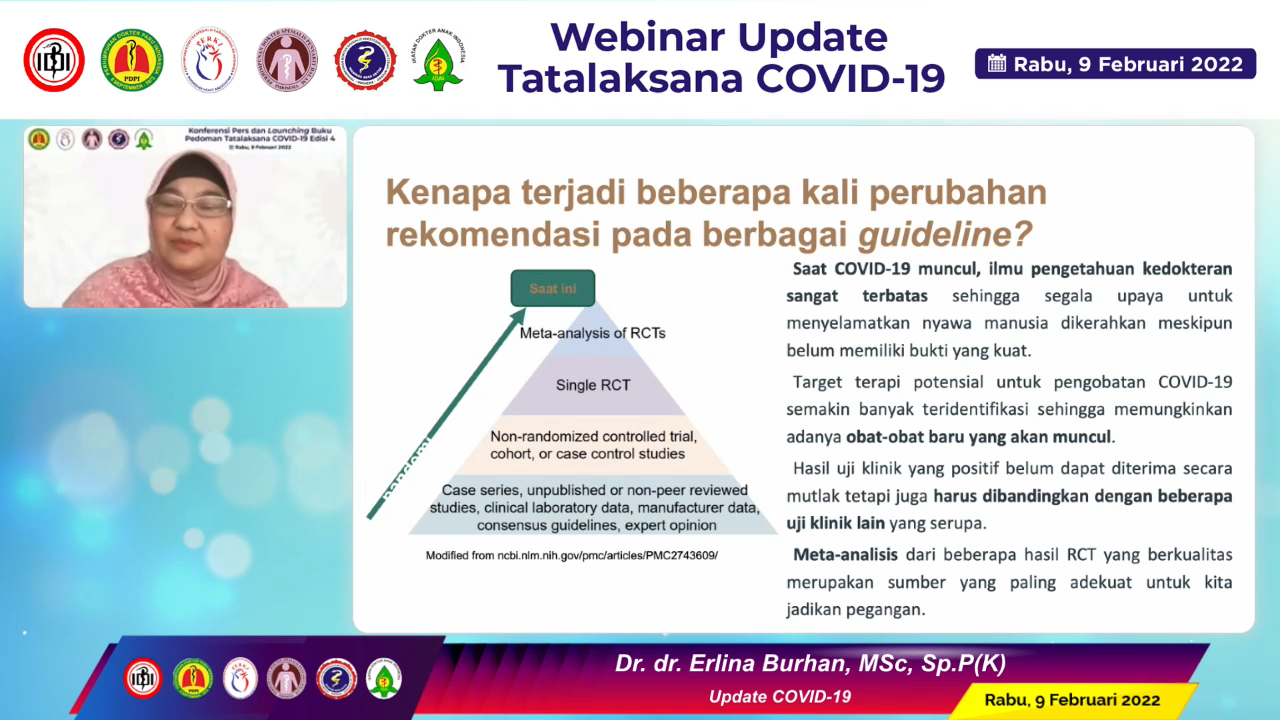 Webinar Update
Tatalaksana COVID-19
Rabu, 9 Februari 2022
IDI
PDPI
PERKI
IDAI
Konferensi Pers dan Launching Buku
Pedoman Tatalaksana COVID-19 Edisi 4
Rabu, 9 Februari 2022
Kenapa terjadi beberapa kali perubahan
rekomendasi pada berbagai guideline?
Saat ini
Meta-analysis of RCTs
Single RCT
Non-randomized controlled trial,
cohort, or case control studies
Case series, unpublished or non-peer reviewed
studies, clinical laboratory data, manufacturer data,
consensus guidelines, expert opinion
Modified from ncbi.nlm.nih.gov/pmc/articles/PMC2743609/
Saat COVID-19 muncul, ilmu pengetahuan kedokteran
sangat terbatas sehingga segala upaya untuk
menyelamatkan nyawa manusia dikerahkan meskipun
belum memiliki bukti yang kuat.
Target terapi potensial untuk pengobatan COVID-19
semakin banyak teridentifikasi sehingga memungkinkan
adanya obat-obat baru yang akan muncul.
Hasil uji klinik yang positif belum dapat diterima secara
mutlak tetapi juga harus dibandingkan dengan beberapa
uji klinik lain yang serupa.
Meta-analisis dari beberapa hasil RCT yang berkualitas
merupakan sumber yang paling adekuat untuk kita
jadikan pegangan.
Dr. dr. Erlina Burhan, MSc, Sp.P(K)
Update COVID-19
Rabu, 9 Februari 2022